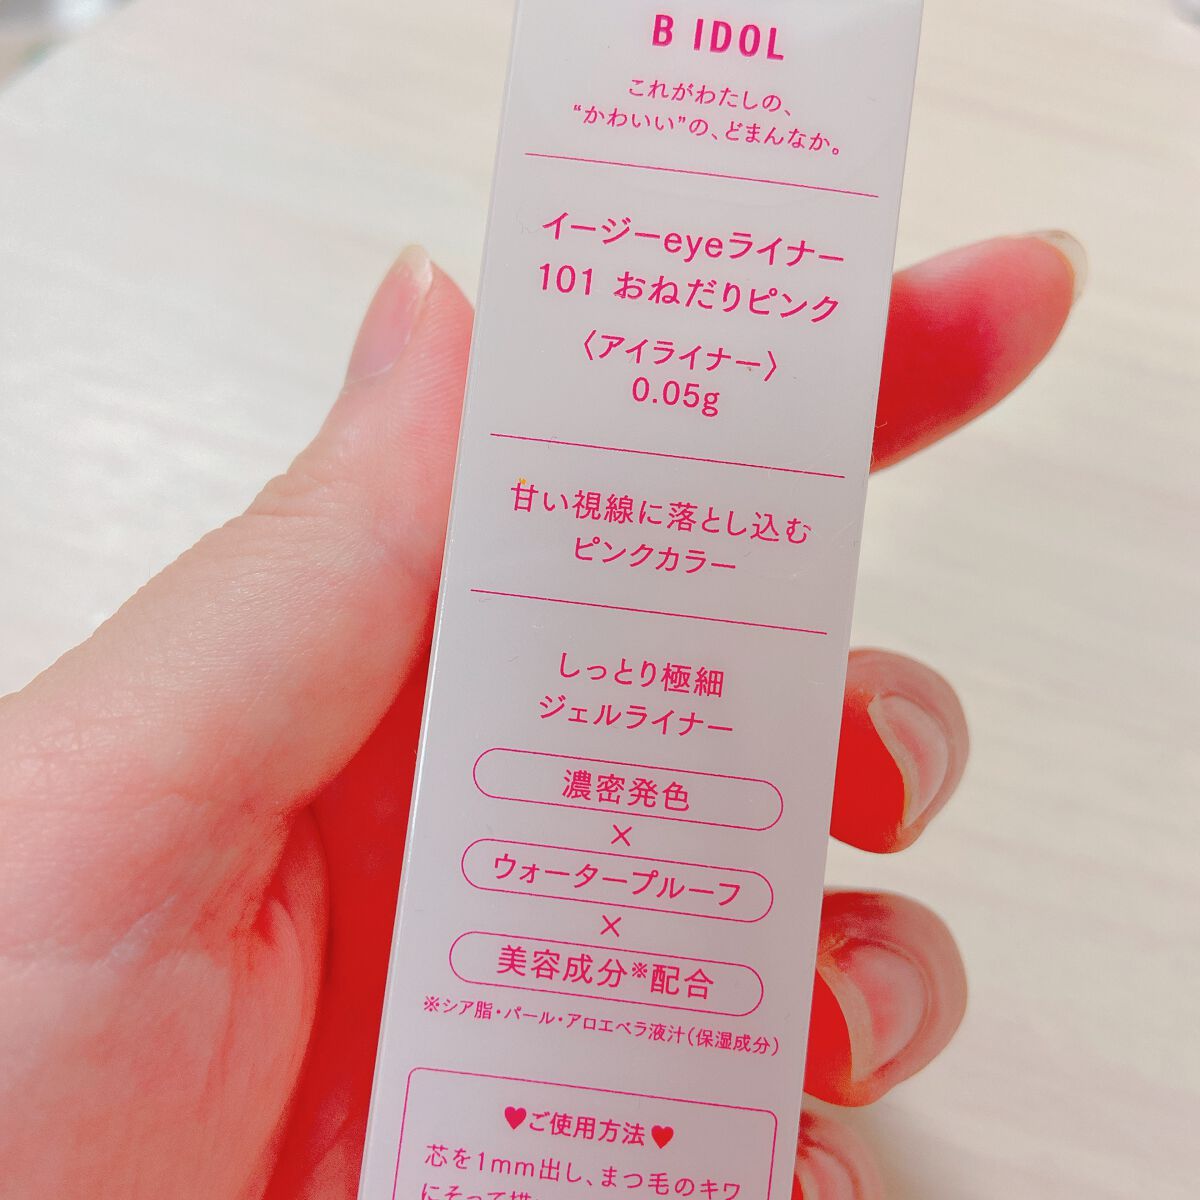 B IDOL
これがわたしの、
“かわいい”の、どまんなか。
イージーeyeライナー
101 おねだりピンク
〈アイライナー〉
0.05g
甘い視線に落とし込む
ピンクカラー
しっとり極細
ジェルライナー
濃密発色
×
ウォータープルーフ
×
美容成分※配合
※シア脂・パール・アロエベラ液汁(保湿成分)
♥ご使用方法♥
芯を1mm出し、まつ毛のキワ
にそって